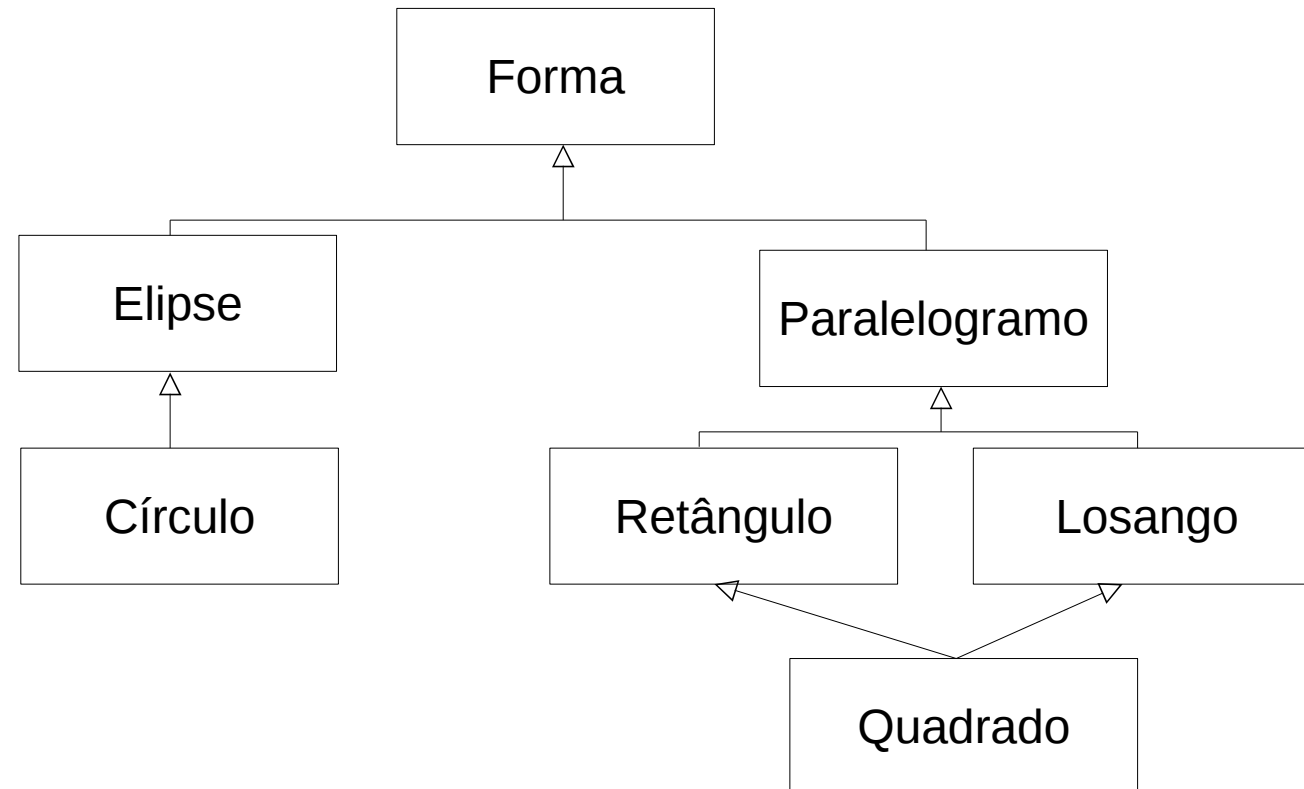 Forma
Elipse
Paralelogramo
Círculo
Retângulo
Losango
Quadrado